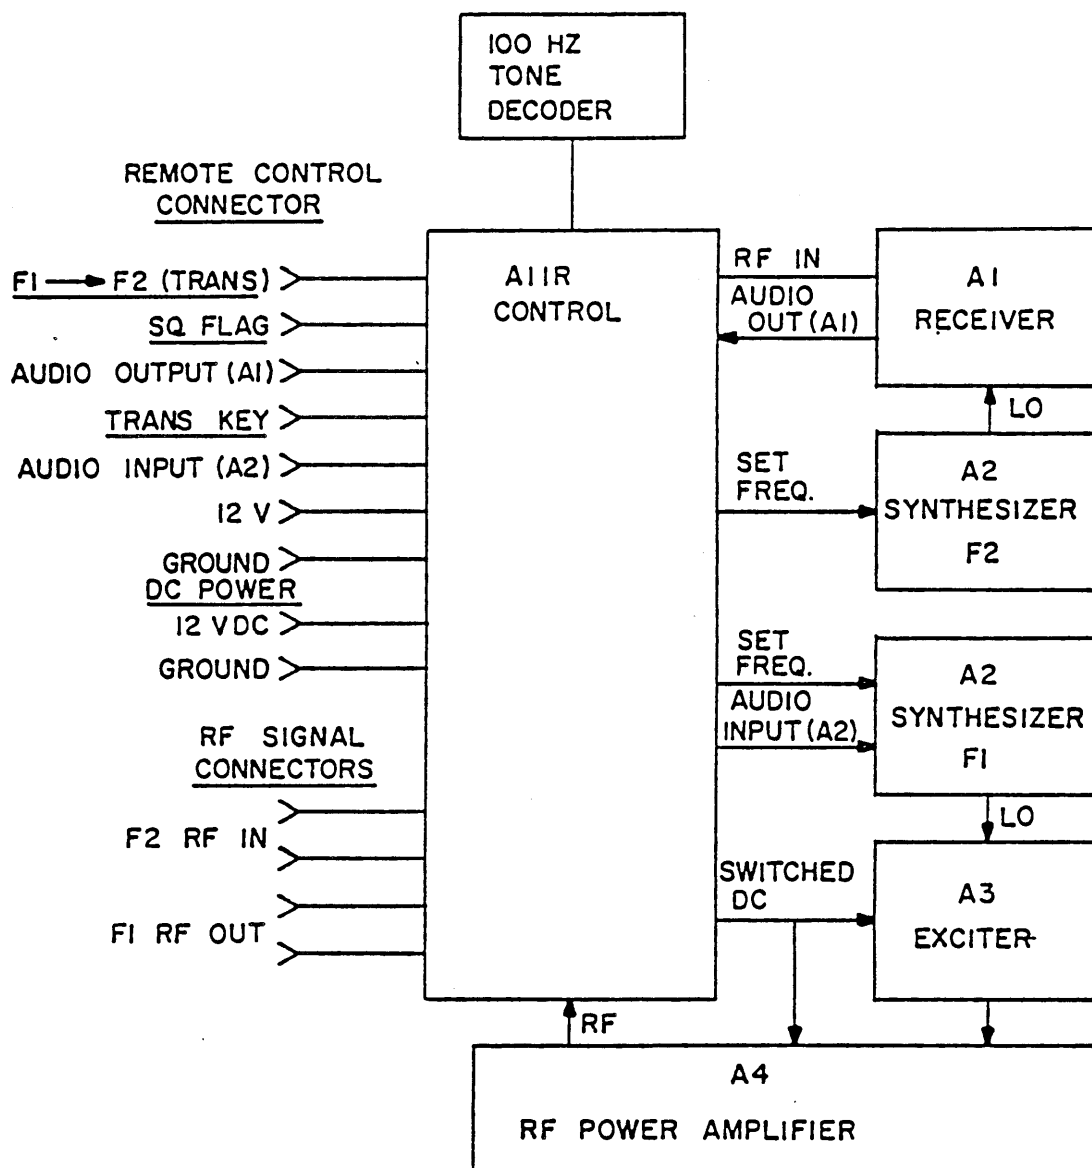 100 HZ
TONE
DECODER
REMOTE CONTROL
CONNECTOR
F1 → F2 (TRANS)
SQ FLAG
AUDIO OUTPUT (A1)
TRANS KEY
AUDIO INPUT (A2)
12 V
GROUND
DC POWER
12 VDC
GROUND
RF SIGNAL
CONNECTORS
F2 RF IN
F1 RF OUT
A11R
CONTROL
RF IN
AUDIO
OUT (A1)
A1
RECEIVER
LO
SET
FREQ.
A2
SYNTHESIZER
F2
SET
FREQ.
AUDIO
INPUT (A2)
A2
SYNTHESIZER
F1
LO
SWITCHED
DC
A3
EXCITER
RF
A4
RF POWER AMPLIFIER